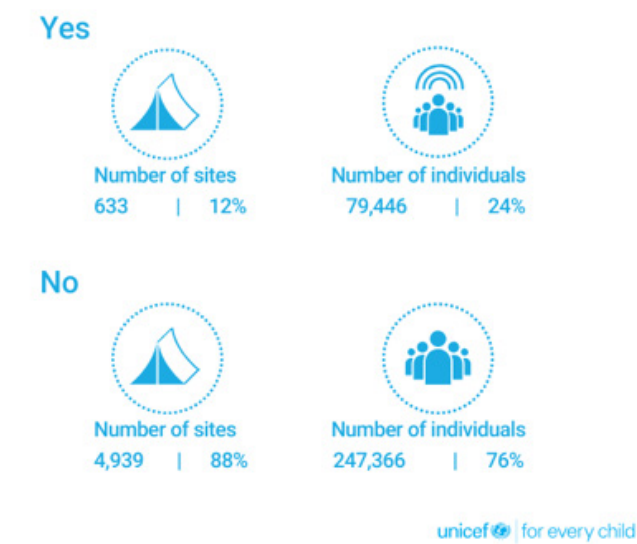 Yes
Number of sites Number of individuals
633 | 12% 79,446 | 24%
No
Number of sites Number of individuals
4,939 | 88% 247,366 | 76%
unicef | for every child